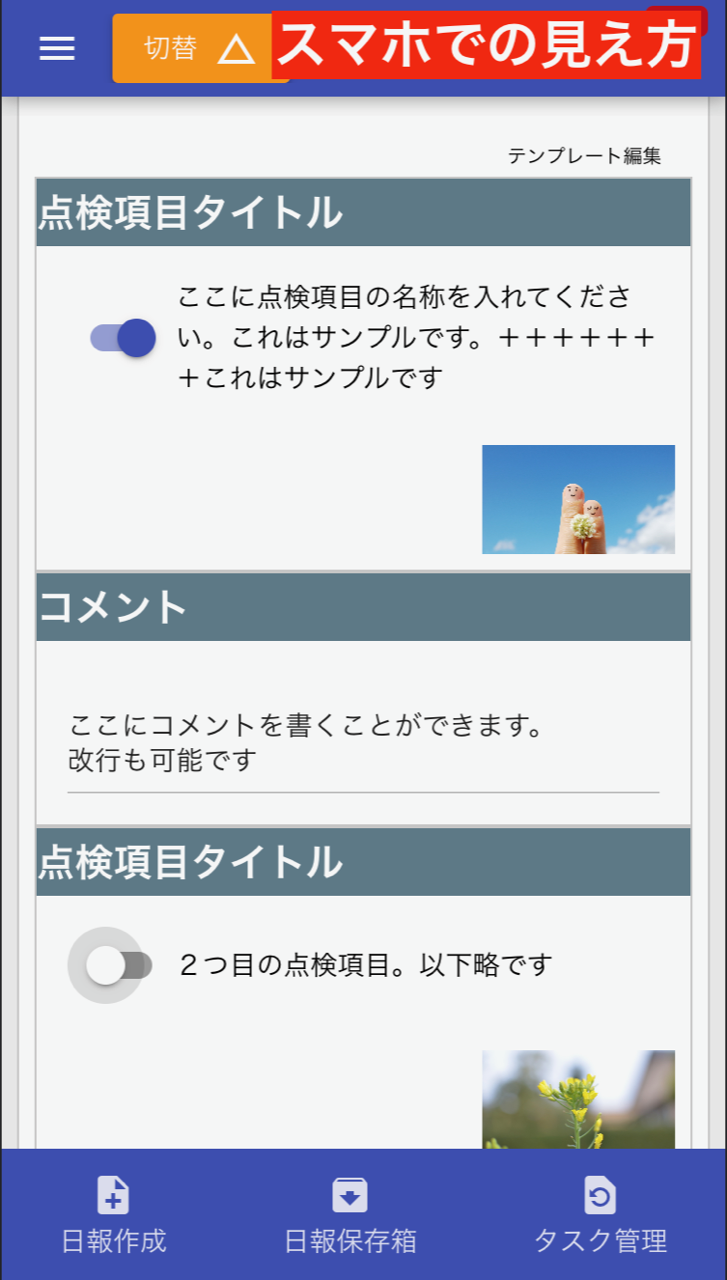 切替
スマホでの見え方
テンプレート編集
点検項目タイトル
ここに点検項目の名称を入れてくださ
い。これはサンプルです。++++++
+これはサンプルです
コメント
ここにコメントを書くことができます。
改行も可能です
点検項目タイトル
２つ目の点検項目。以下略です
日報作成
日報保存箱
タスク管理